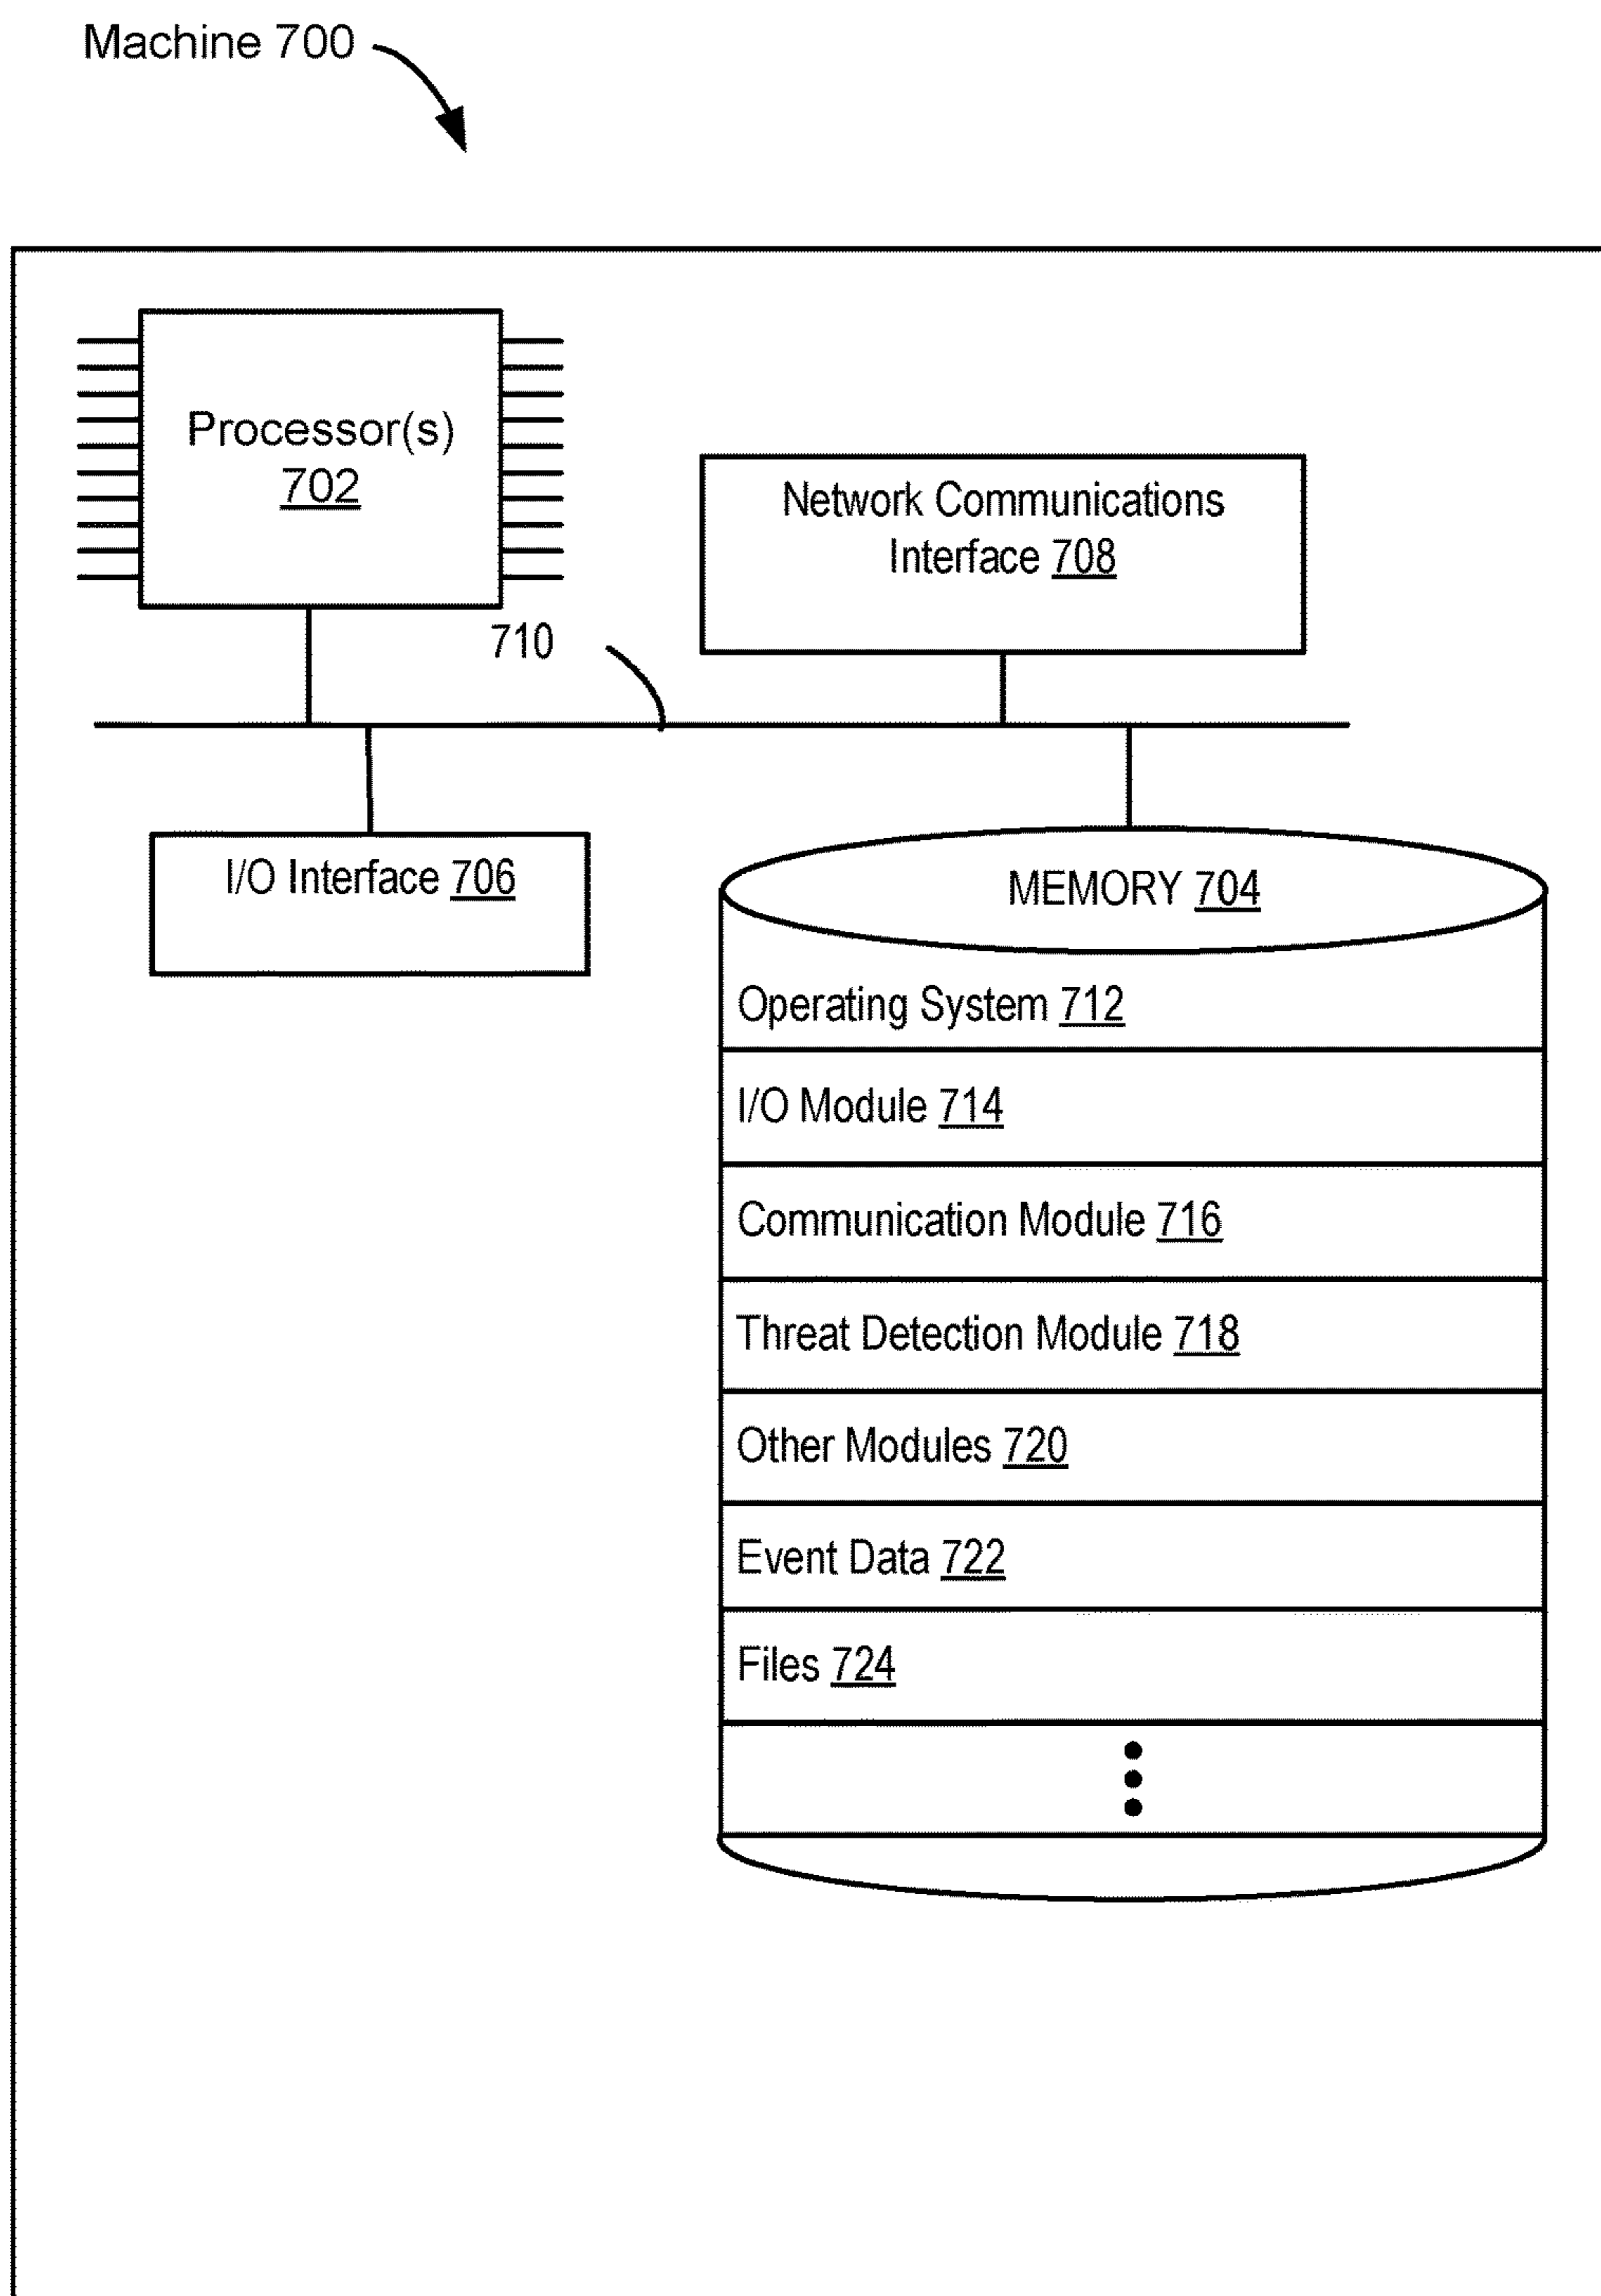 Machine 700
Processor(s)
702
Network Communications
Interface 708
710
I/O Interface 706
MEMORY 704
Operating System 712
I/O Module 714
Communication Module 716
Threat Detection Module 718
Other Modules 720
Event Data 722
Files 724